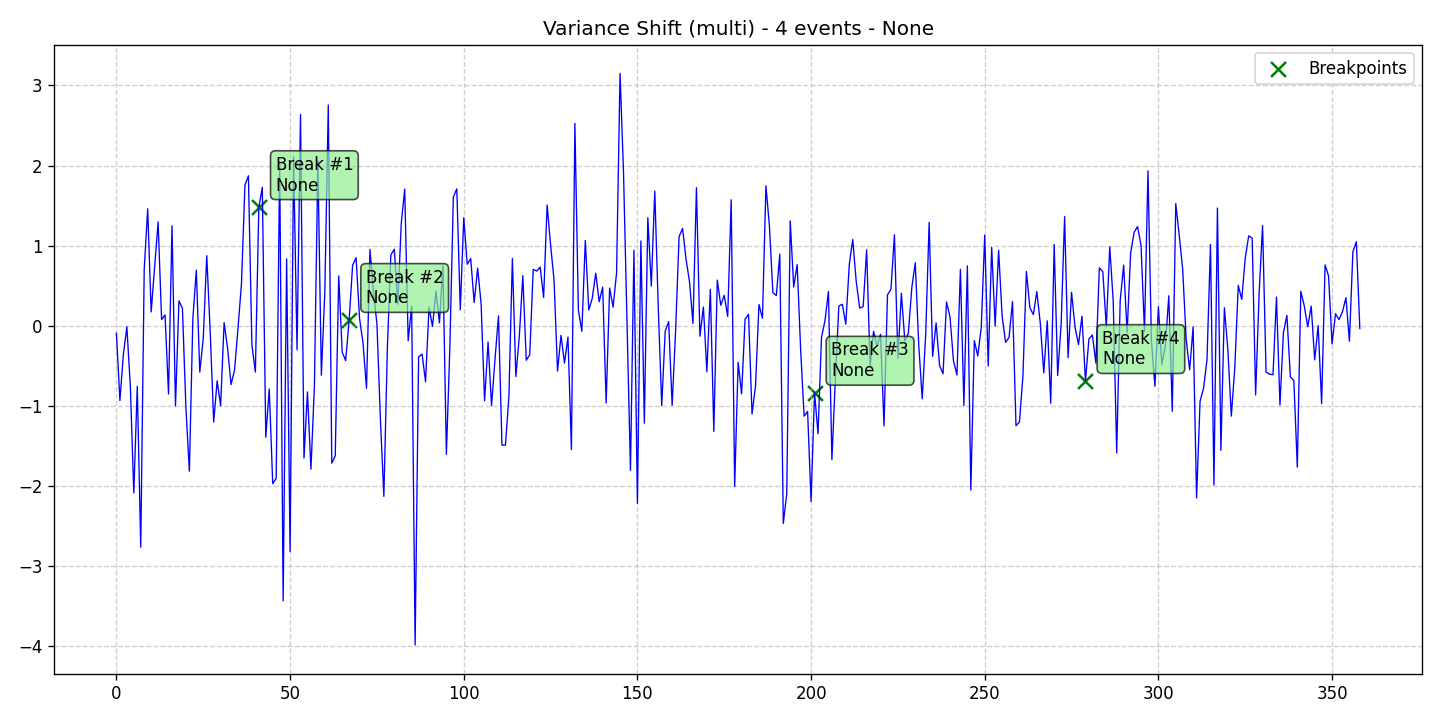 Variance Shift (multi) - 4 events - None
Breakpoints
3
2
1
0
−1
−2
−3
−4
Break #1
None
Break #2
None
Break #3
None
Break #4
None
0
50
100
150
200
250
300
350